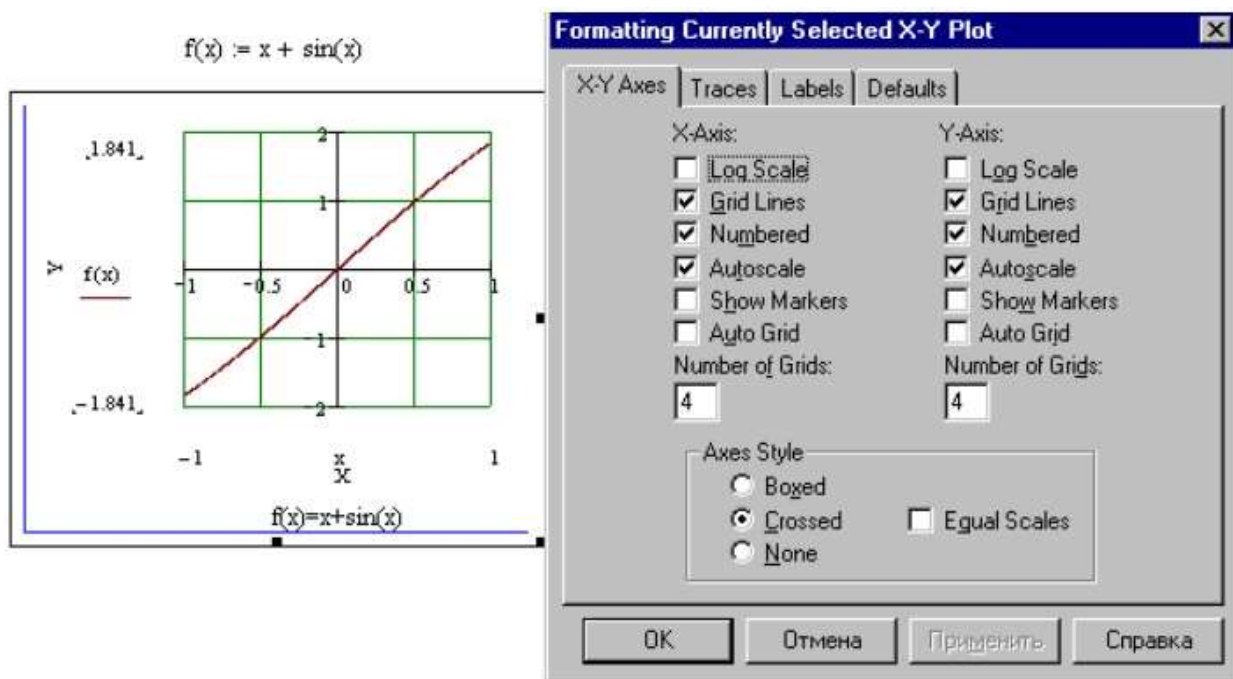 f(x) := x + sin(x)
1.841
2
1
Y
f(x)
-1
-0.5
0
0.5
1
-1
-1.841
-2
-1
x
X
1
f(x)=x+sin(x)
Formatting Currently Selected X-Y Plot
X-Y Axes Traces Labels Defaults
X-Axis: Y-Axis:
Log Scale Log Scale
Grid Lines Grid Lines
Numbered Numbered
Autoscale Autoscale
Show Markers Show Markers
Auto Grid Auto Grid
Number of Grids: Number of Grids:
4 4
Axes Style
Boxed
Crossed Equal Scales
None
OK Отмена Применить Справка